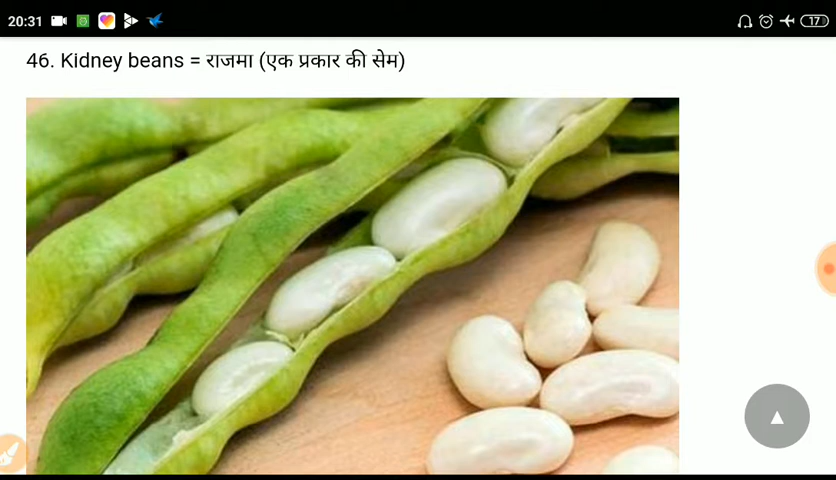 20:31 17
46. Kidney beans = राजमा (एक प्रकार की सेम)